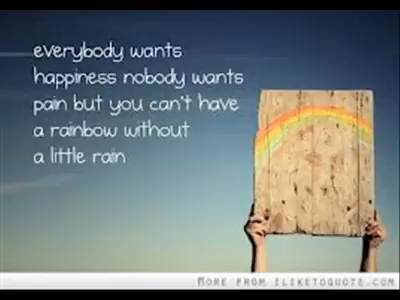 everybody wants
happiness nobody wants
pain but you can't have
a rainbow without
a little rain
More from iliketoquote.com